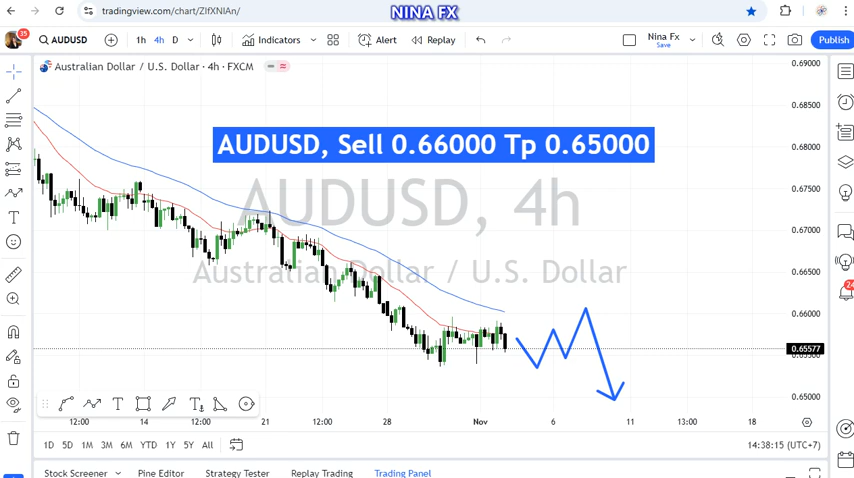 tradingview.com/chart/ZIfXNIAn/
NINA FX
35
AUDUSD
1h 4h D
Indicators
Alert
Replay
Nina Fx
Save
Publish
Australian Dollar / U.S. Dollar · 4h · FXCM
AUDUSD, Sell 0.66000 Tp 0.65000
AUDUSD, 4h
Australian Dollar / U.S. Dollar
0.69000
0.68500
0.68000
0.67500
0.67000
0.66500
0.66000
0.65577
0.65000
24
12:00 14 12:00 21 12:00 28 Nov 6 11 13:00 18
1D 5D 1M 3M 6M YTD 1Y 5Y All
14:38:15 (UTC+7)
Stock Screener Pine Editor Strategy Tester Replay Trading Trading Panel